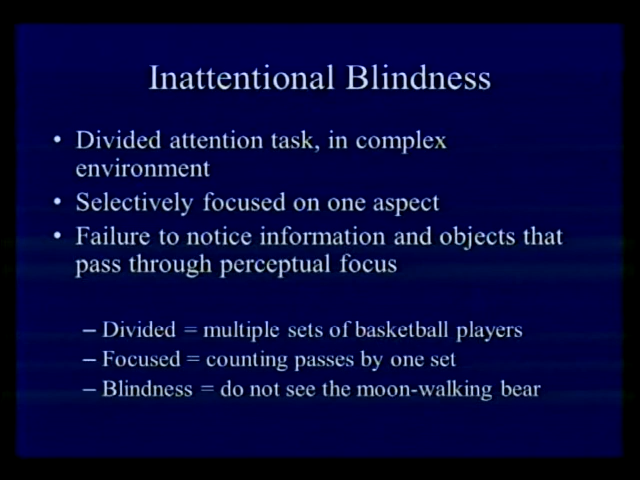 Inattentional Blindness
• Divided attention task, in complex
environment
• Selectively focused on one aspect
• Failure to notice information and objects that
pass through perceptual focus
– Divided = multiple sets of basketball players
– Focused = counting passes by one set
– Blindness = do not see the moon-walking bear